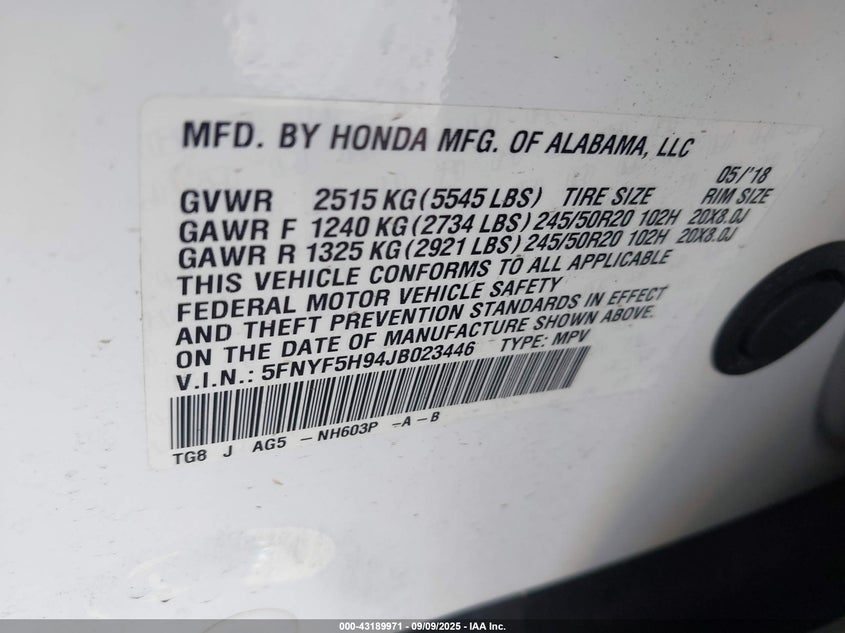 MFD. BY HONDA MFG. OF ALABAMA, LLC
05/'18
GVWR 2515 KG (5545 LBS) TIRE SIZE RIM SIZE
GAWR F 1240 KG (2734 LBS) 245/50R20 102H 20X8.0J
GAWR R 1325 KG (2921 LBS) 245/50R20 102H 20X8.0J
THIS VEHICLE CONFORMS TO ALL APPLICABLE
FEDERAL MOTOR VEHICLE SAFETY
AND THEFT PREVENTION STANDARDS IN EFFECT
ON THE DATE OF MANUFACTURE SHOWN ABOVE.
V.I.N.: 5FNYF5H94JB023446 TYPE: MPV
TG8 J AG5 - NH603P -A-B
000-43189971 - 09/09/2025 - IAA Inc.